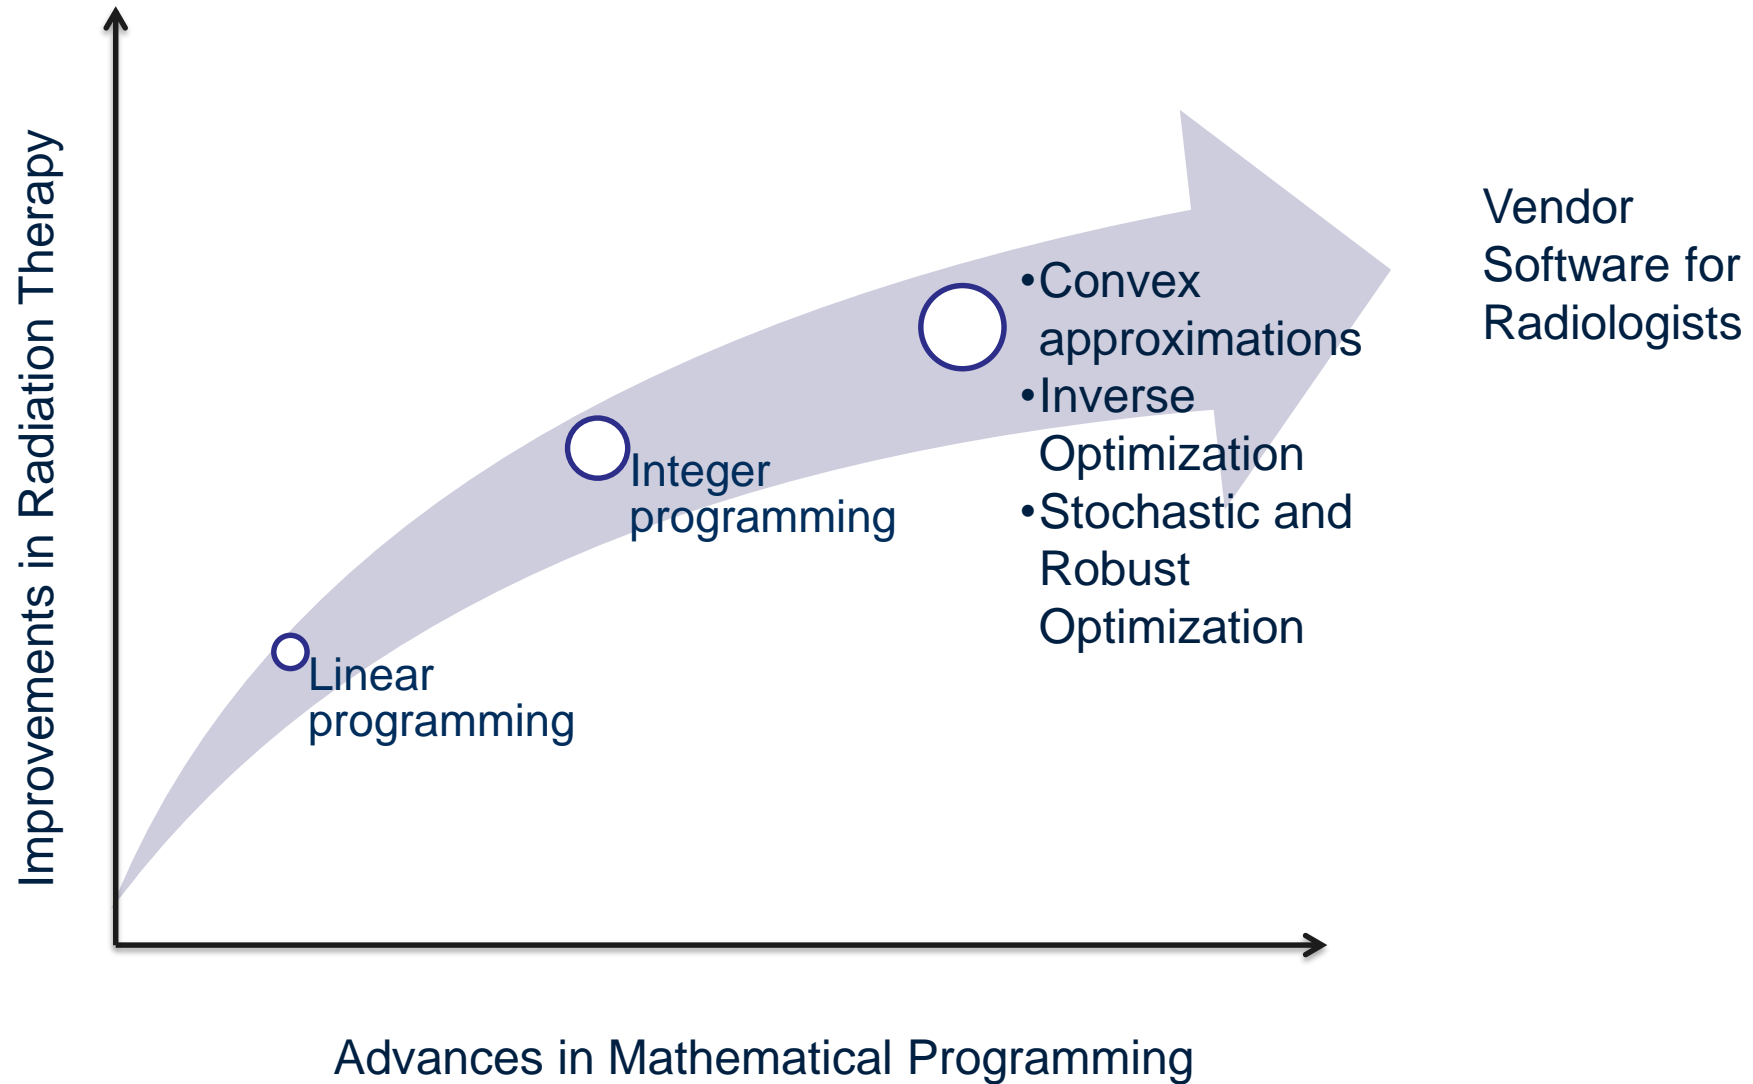 Improvements in Radiation Therapy
Vendor
Software for
Radiologists
•Convex
approximations
•Inverse
Optimization
•Stochastic and
Robust
Optimization
Integer
programming
Linear
programming
Advances in Mathematical Programming